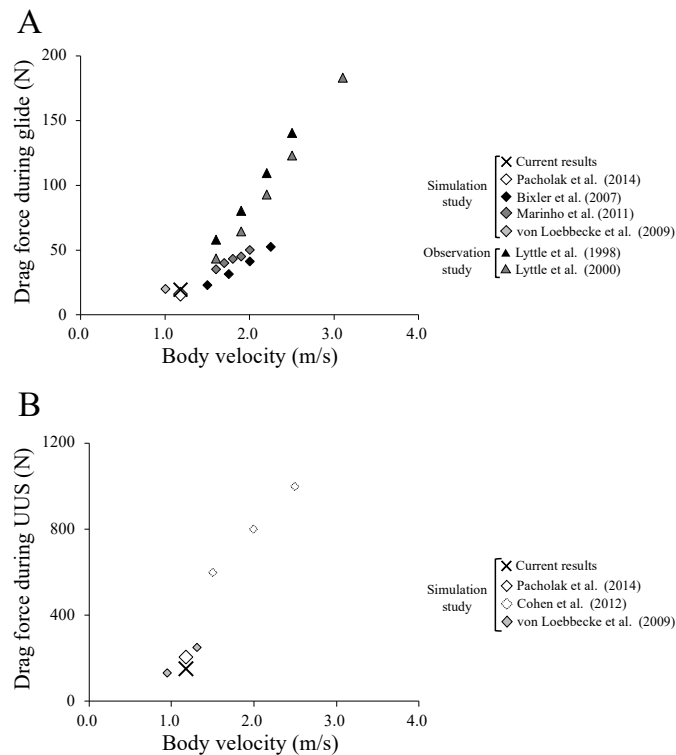 A
Drag force during glide (N)
200
150
100
50
0
0.0 1.0 2.0 3.0 4.0
Body velocity (m/s)
Simulation
study
Current results
Pacholak et al. (2014)
Bixler et al. (2007)
Marinho et al. (2011)
von Loebbecke et al. (2009)
Observation
study
Lyttle et al. (1998)
Lyttle et al. (2000)
B
Drag force during UUS (N)
1200
800
400
0
0.0 1.0 2.0 3.0 4.0
Body velocity (m/s)
Simulation
study
Current results
Pacholak et al. (2014)
Cohen et al. (2012)
von Loebbecke et al. (2009)